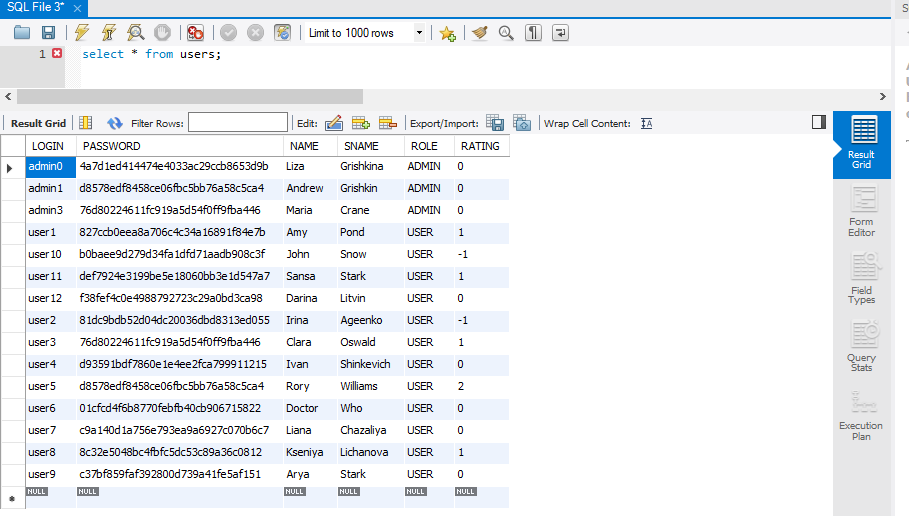 SQL File 3*
Limit to 1000 rows
1 select * from users;
Result Grid Filter Rows: Edit: Export/Import: Wrap Cell Content:
LOGIN PASSWORD NAME SNAME ROLE RATING
admin0 4a7d1ed414474e4033ac29ccb8653d9b Liza Grishkina ADMIN 0
admin1 d8578edf8458ce06fbc5bb76a58c5ca4 Andrew Grishkin ADMIN 0
admin3 76d80224611fc919a5d54f0ff9fba446 Maria Crane ADMIN 0
user1 827ccb0eea8a706c4c34a16891f84e7b Amy Pond USER 1
user10 b0baee9d279d34fa1dfd71aadb908c3f John Snow USER -1
user11 def7924e3199be5e18060bb3e1d547a7 Sansa Stark USER 1
user12 f38fef4c0e4988792723c29a0bd3ca98 Darina Litvin USER 0
user2 81dc9bdb52d04dc20036dbd8313ed055 Irina Ageenko USER -1
user3 76d80224611fc919a5d54f0ff9fba446 Clara Oswald USER 1
user4 d93591bdf7860e1e4ee2fca799911215 Ivan Shinkevich USER 0
user5 d8578edf8458ce06fbc5bb76a58c5ca4 Rory Williams USER 2
user6 01cfcd4f6b8770febfb40cb906715822 Doctor Who USER 0
user7 c9a140d1a756e793ea9a6927c070b6c7 Liana Chazaliya USER 0
user8 8c32e5048bc4fbfc5dc53c89a36c0812 Kseniya Lichanova USER 1
user9 c37bf859faf392800d739a41fe5af151 Arya Stark USER 0
NULL NULL NULL NULL NULL NULL
Result
Grid
Form
Editor
Field
Types
Query
Stats
Execution
Plan